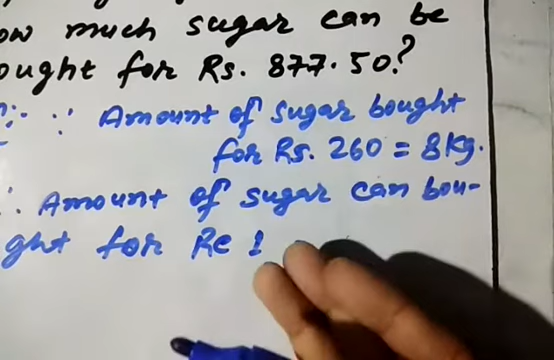 ow much sugar can be
ought for Rs. 877.50?
:- ∵ Amount of sugar bought
for Rs. 260 = 8kg.
∴ Amount of sugar can bou-
ght for Re 1